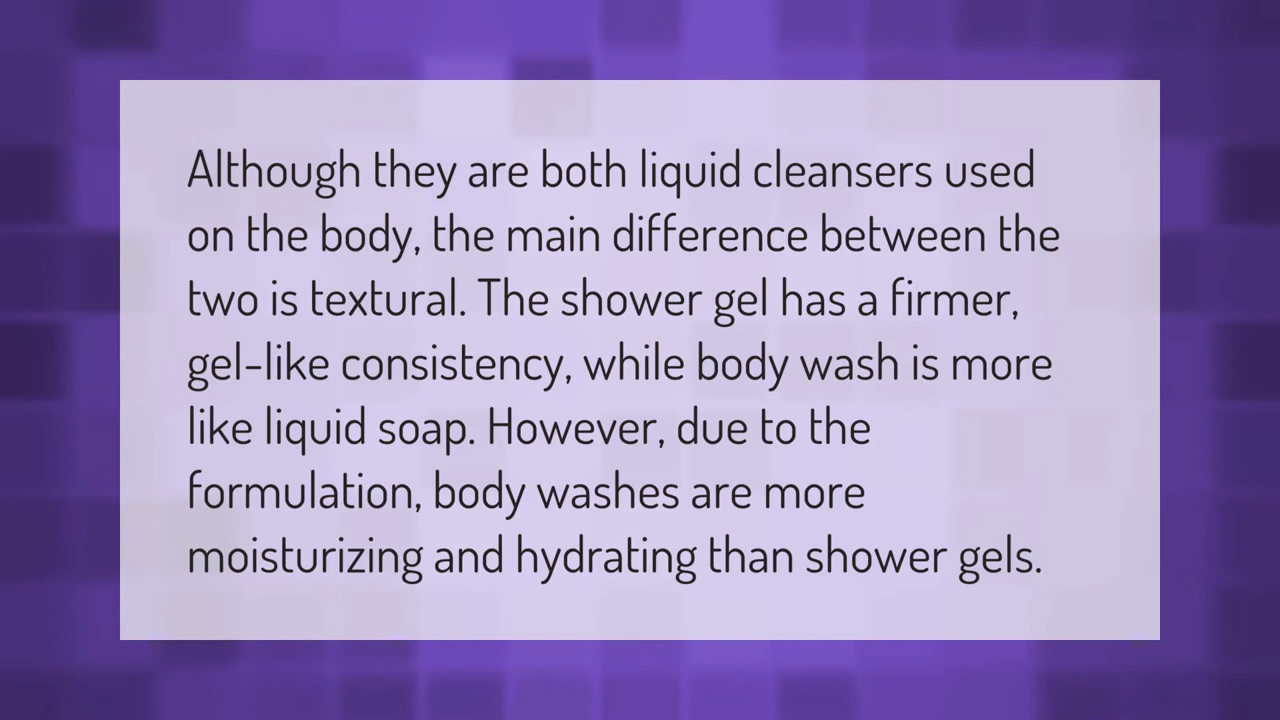 Although they are both liquid cleansers used
on the body, the main difference between the
two is textural. The shower gel has a firmer,
gel-like consistency, while body wash is more
like liquid soap. However, due to the
formulation, body washes are more
moisturizing and hydrating than shower gels.